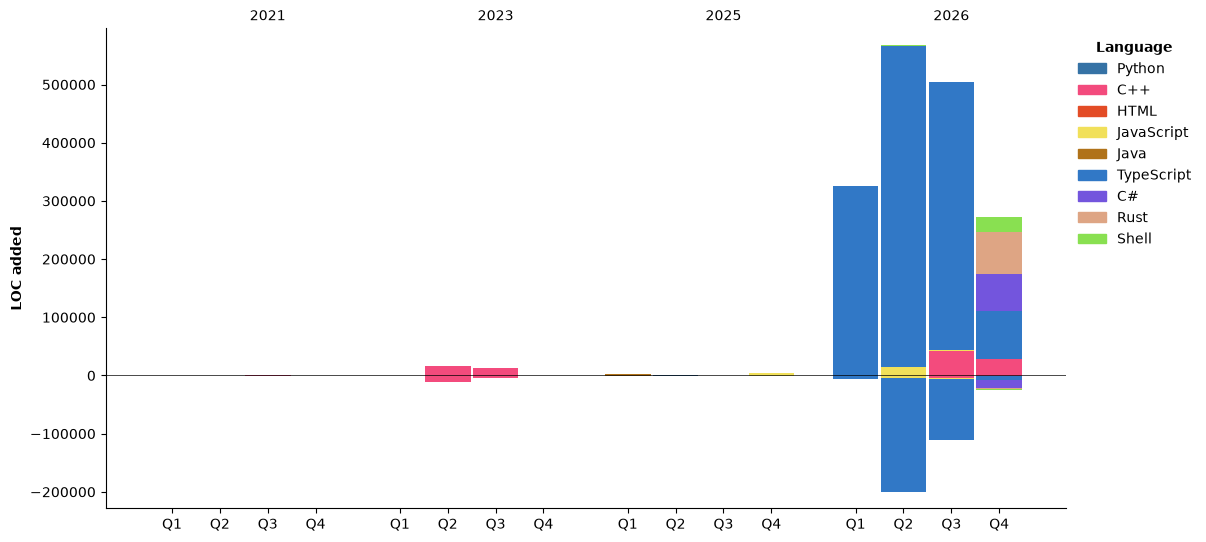 2021 2023 2025 2026
Language
Python
C++
HTML
JavaScript
Java
TypeScript
C#
Rust
Shell
LOC added
500000
400000
300000
200000
100000
0
−100000
−200000
Q1 Q2 Q3 Q4 Q1 Q2 Q3 Q4 Q1 Q2 Q3 Q4 Q1 Q2 Q3 Q4